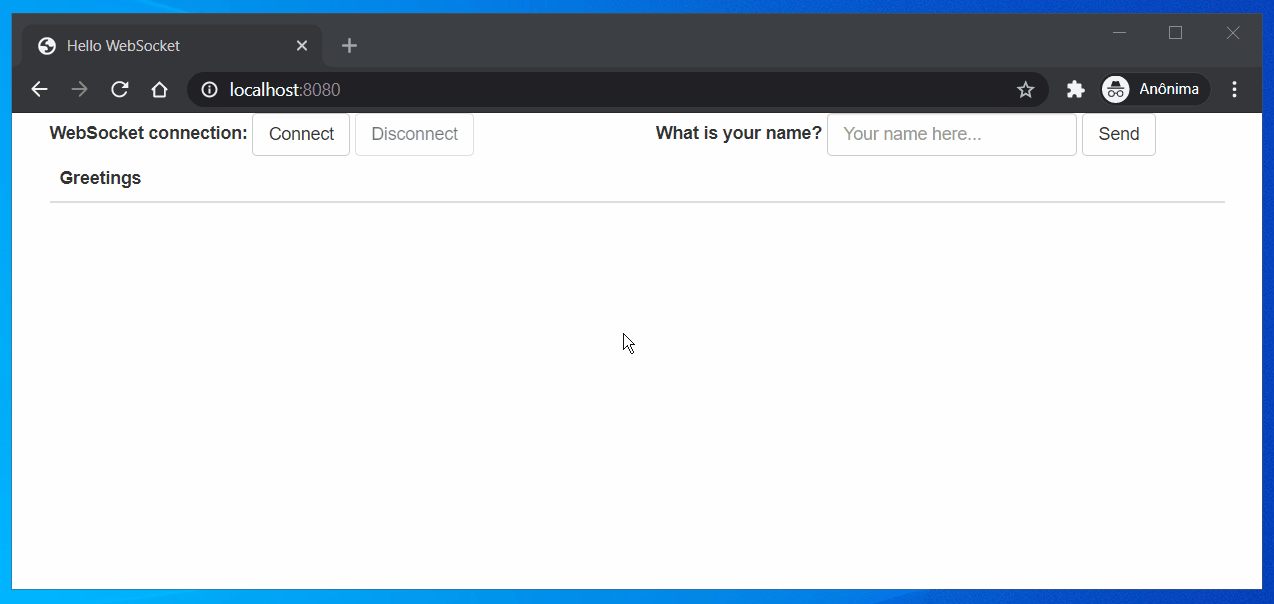 Hello WebSocket
localhost:8080
Anônima
WebSocket connection: Connect Disconnect What is your name? Your name here... Send
Greetings